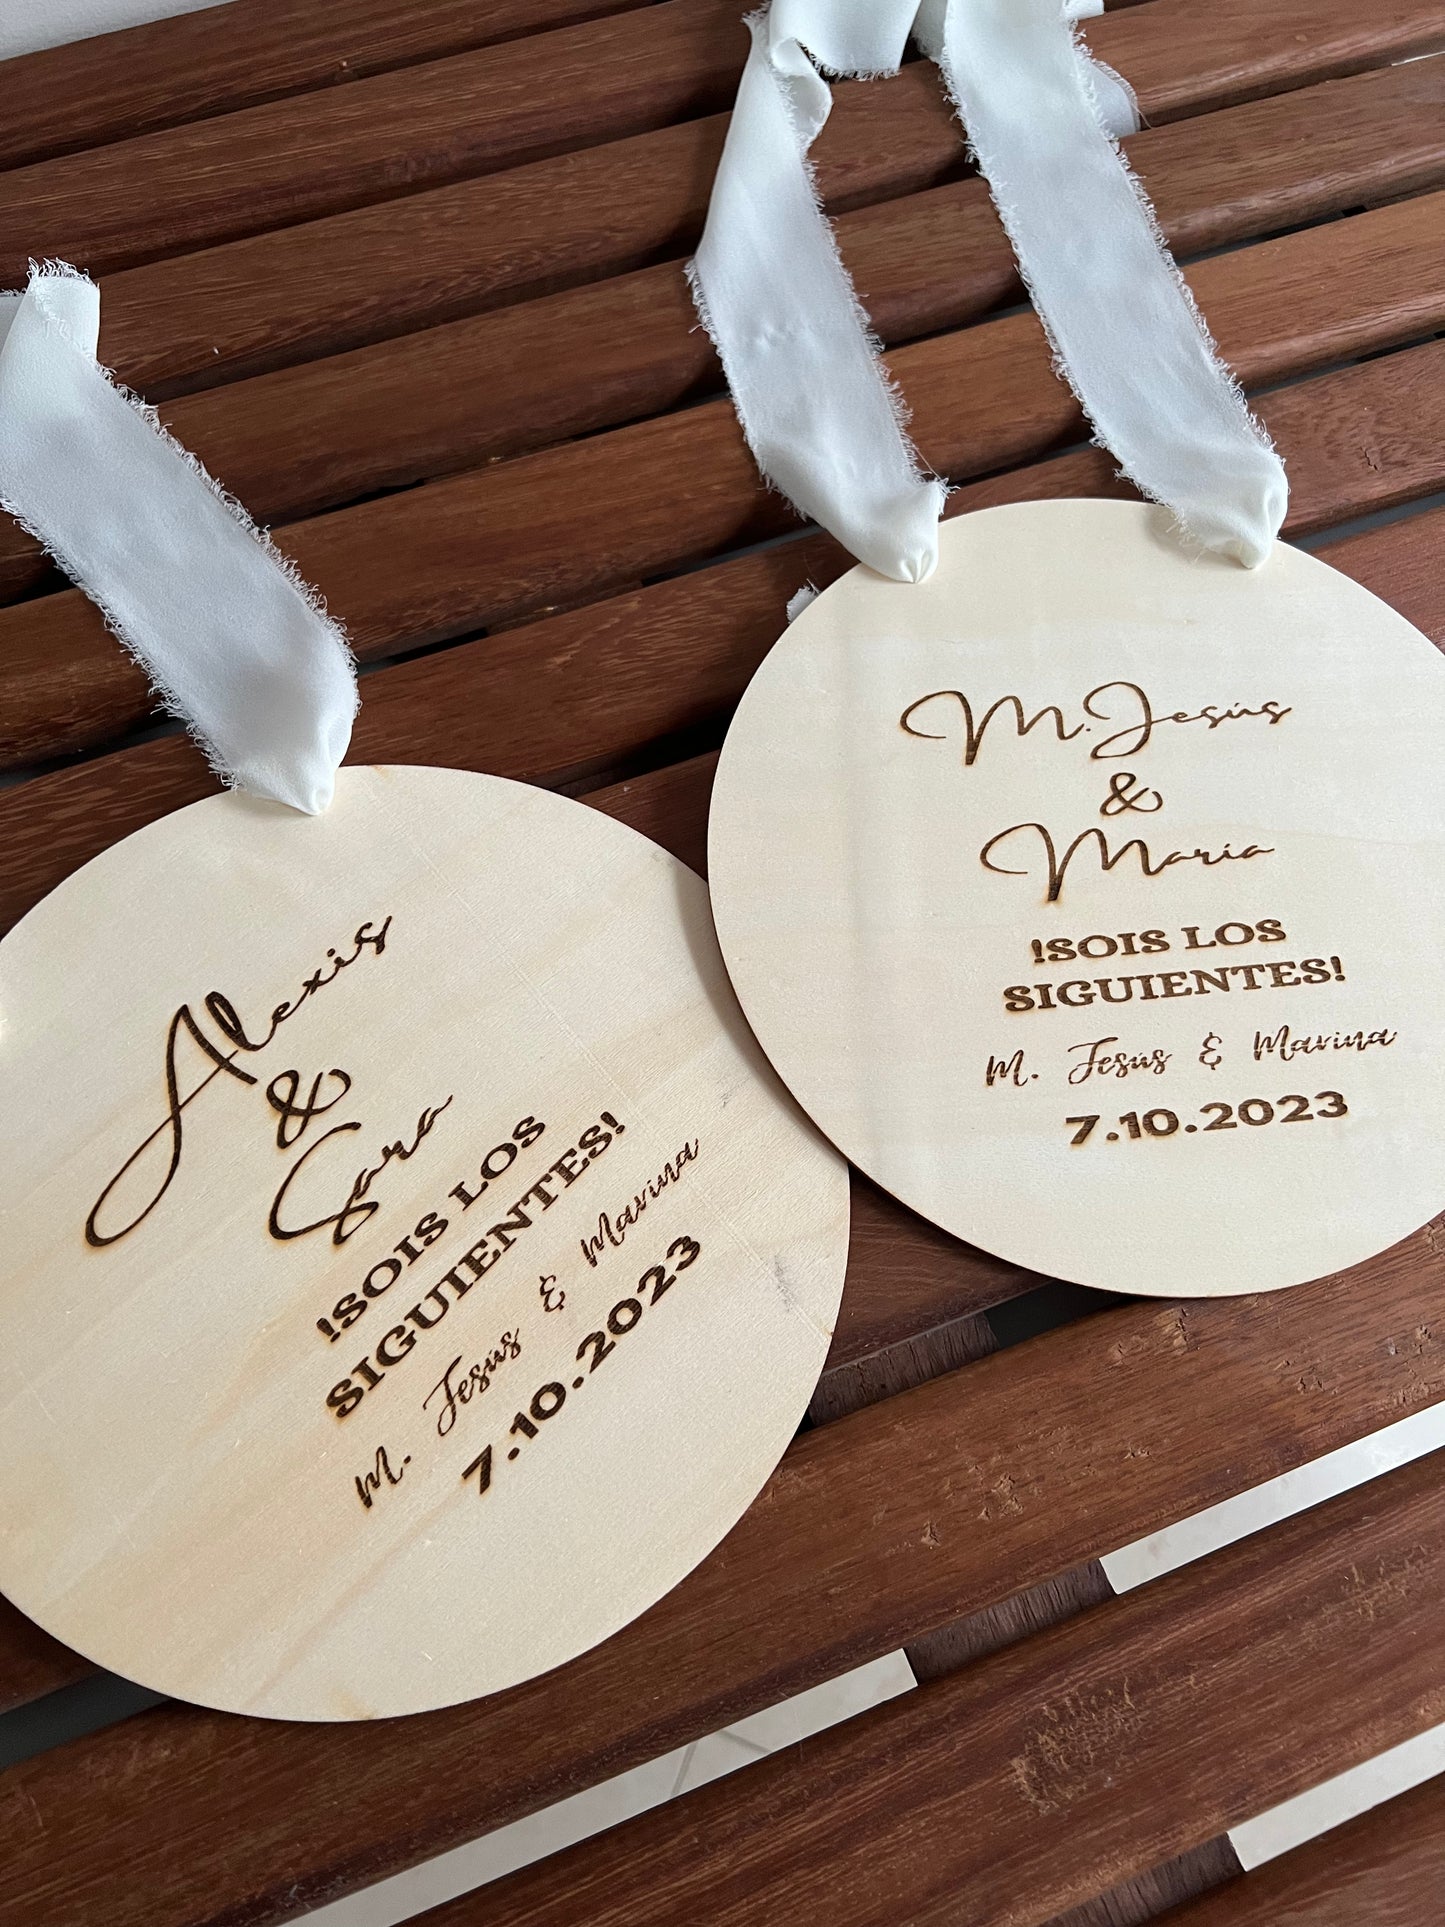 Alexis
&
Sara
!SOIS LOS
SIGUIENTES!
M. Jesús & Marina
7.10.2023
M. Jesús
&
María
!SOIS LOS
SIGUIENTES!
M. Jesús & Marina
7.10.2023